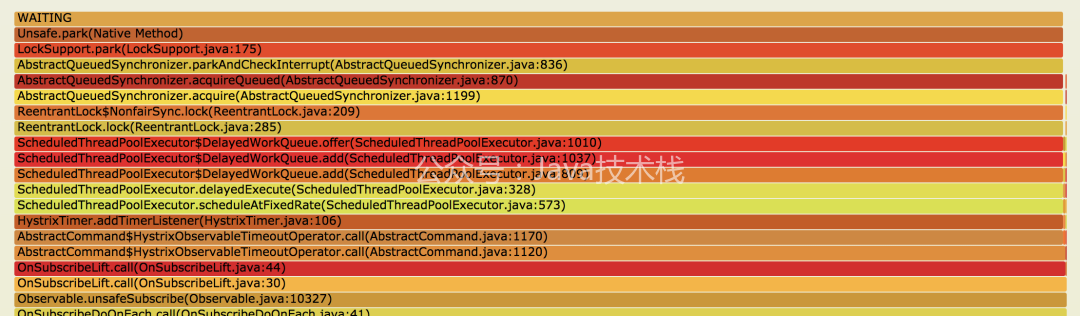 WAITING
Unsafe.park(Native Method)
LockSupport.park(LockSupport.java:175)
AbstractQueuedSynchronizer.parkAndCheckInterrupt(AbstractQueuedSynchronizer.java:836)
AbstractQueuedSynchronizer.acquireQueued(AbstractQueuedSynchronizer.java:870)
AbstractQueuedSynchronizer.acquire(AbstractQueuedSynchronizer.java:1199)
ReentrantLock$NonfairSync.lock(ReentrantLock.java:209)
ReentrantLock.lock(ReentrantLock.java:285)
ScheduledThreadPoolExecutor$DelayedWorkQueue.offer(ScheduledThreadPoolExecutor.java:1010)
ScheduledThreadPoolExecutor$DelayedWorkQueue.add(ScheduledThreadPoolExecutor.java:1037)
公众号:Java技术栈
ScheduledThreadPoolExecutor$DelayedWorkQueue.add(ScheduledThreadPoolExecutor.java:809)
ScheduledThreadPoolExecutor.delayedExecute(ScheduledThreadPoolExecutor.java:328)
ScheduledThreadPoolExecutor.scheduleAtFixedRate(ScheduledThreadPoolExecutor.java:573)
HystrixTimer.addTimerListener(HystrixTimer.java:106)
AbstractCommand$HystrixObservableTimeoutOperator.call(AbstractCommand.java:1170)
AbstractCommand$HystrixObservableTimeoutOperator.call(AbstractCommand.java:1120)
OnSubscribeLift.call(OnSubscribeLift.java:44)
OnSubscribeLift.call(OnSubscribeLift.java:30)
Observable.unsafeSubscribe(Observable.java:10327)
OnSubscribeDoOnEach.call(OnSubscribeDoOnEach.java:41)